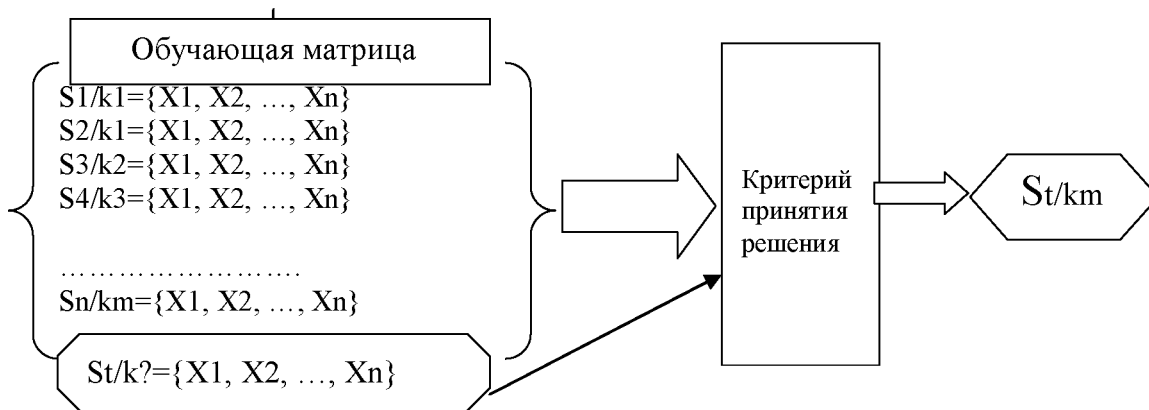 Обучающая матрица
S1/k1={X1, X2, …, Xn}
S2/k1={X1, X2, …, Xn}
S3/k2={X1, X2, …, Xn}
S4/k3={X1, X2, …, Xn}
…………………….
Sn/km={X1, X2, …, Xn}
St/k?={X1, X2, …, Xn}
Критерий
принятия
решения
St/km